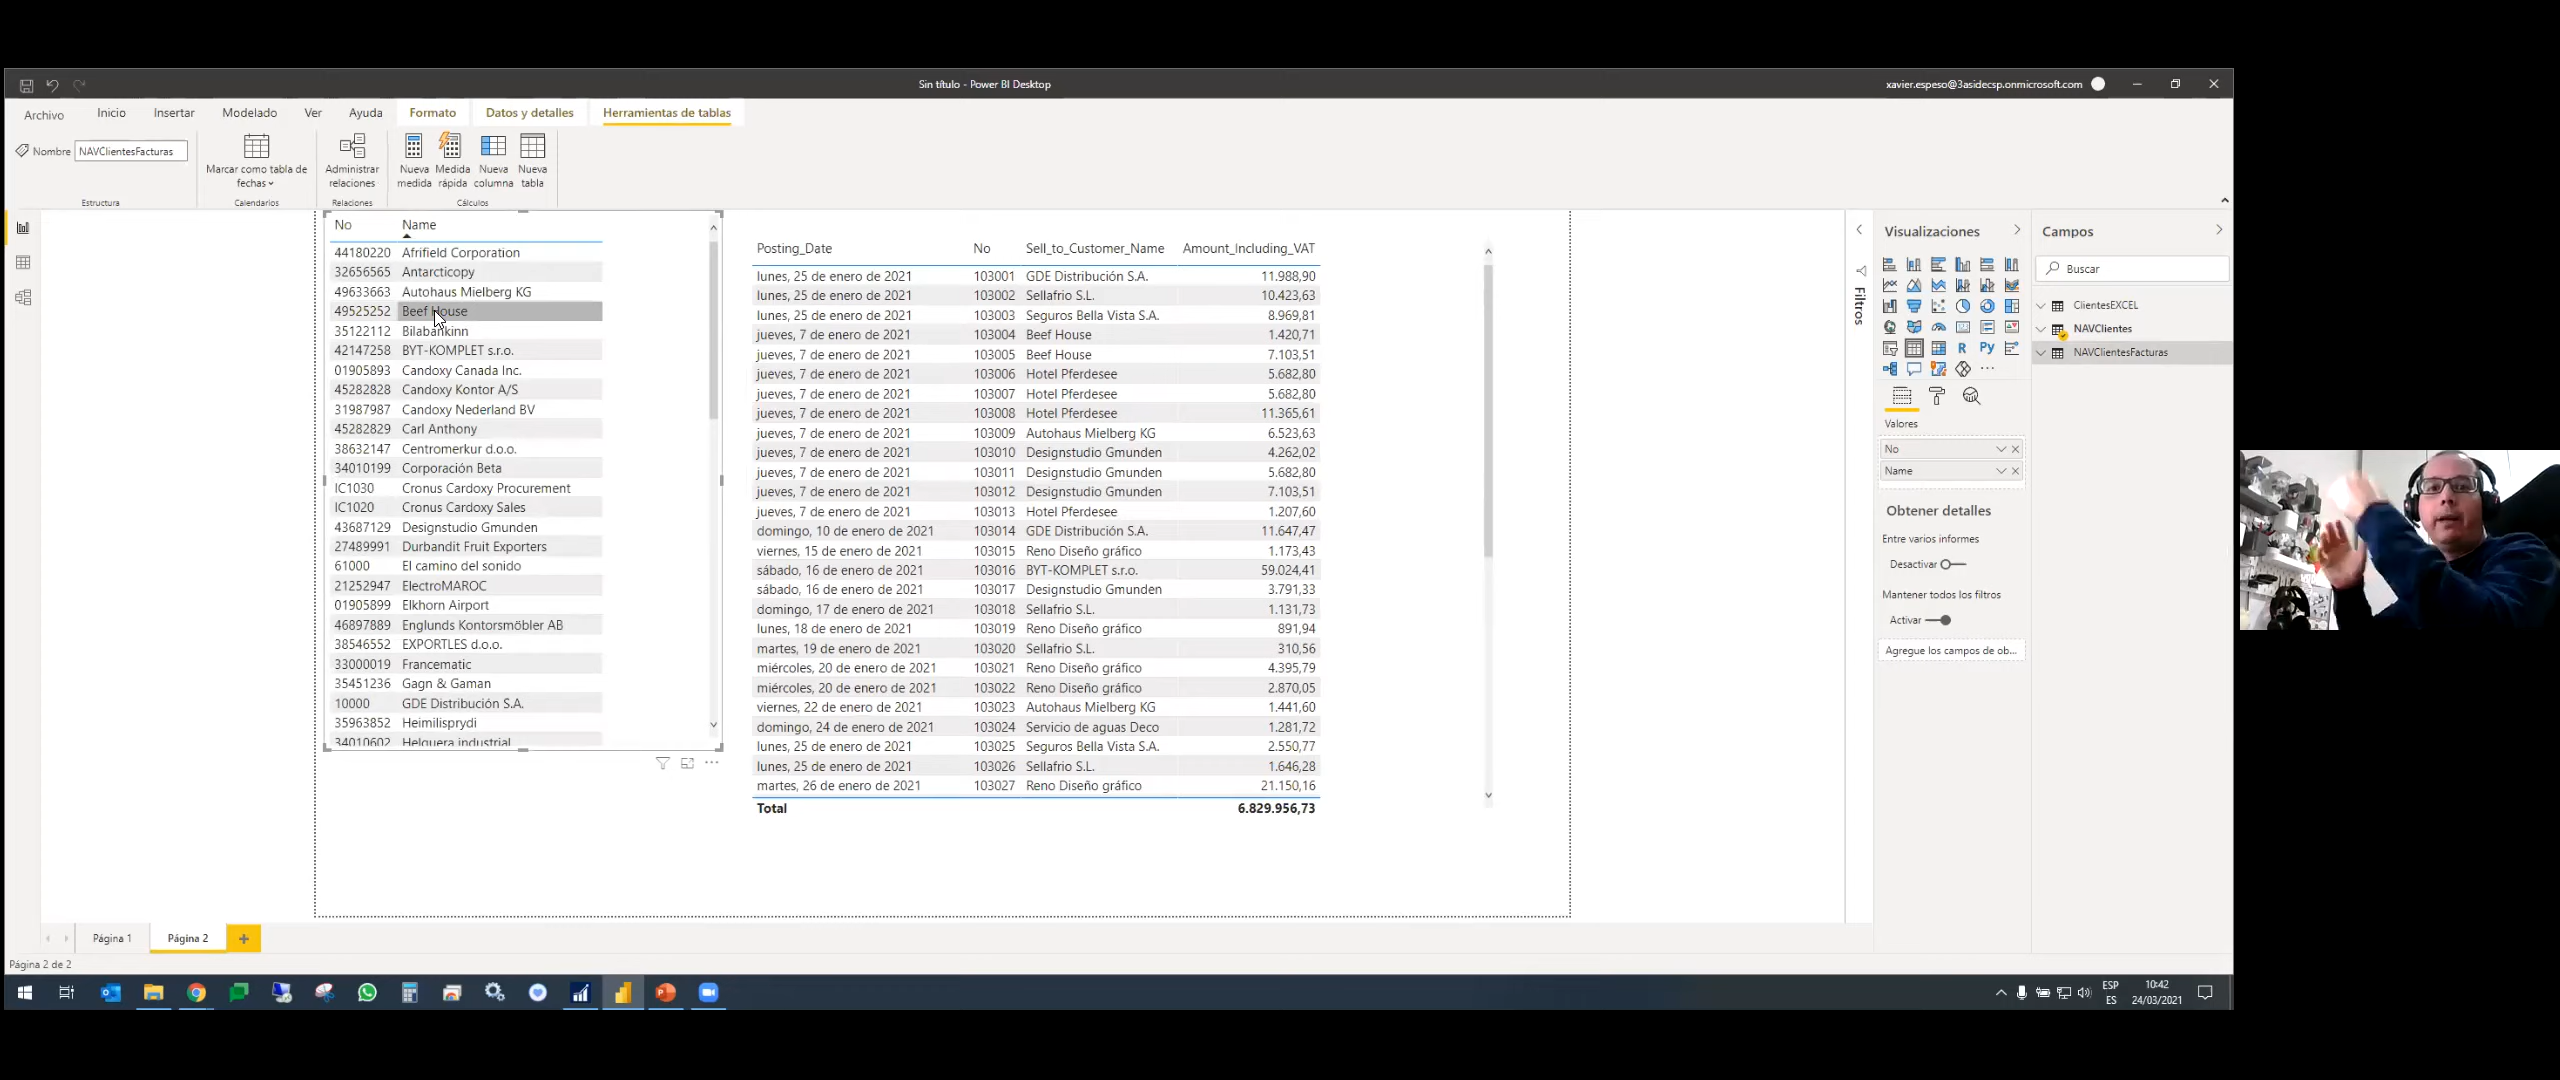 Sin título - Power BI Desktop
xavier.espeso@3asidecsp.onmicrosoft.com
Archivo Inicio Insertar Modelado Ver Ayuda Formato Datos y detalles Herramientas de tablas
Nombre NAVClientesFacturas
Marcar como tabla de fechas
Administrar relaciones
Nueva medida
Medida rápida
Nueva columna
Nueva tabla
Estructura Calendarios Relaciones Cálculos
No Name
44180220 Afrifield Corporation
32656565 Antarcticopy
49633663 Autohaus Mielberg KG
49525252 Beef House
35122112 Bilabankinn
42147258 BYT-KOMPLET s.r.o.
01905893 Candoxy Canada Inc.
45282828 Candoxy Kontor A/S
31987987 Candoxy Nederland BV
45282829 Carl Anthony
38632147 Centromerkur d.o.o.
34010199 Corporación Beta
IC1030 Cronus Cardoxy Procurement
IC1020 Cronus Cardoxy Sales
43687129 Designstudio Gmunden
27489991 Durbandit Fruit Exporters
61000 El camino del sonido
21252947 ElectroMAROC
01905899 Elkhorn Airport
46897889 Englunds Kontorsmöbler AB
38546552 EXPORTLES d.o.o.
33000019 Francematic
35451236 Gagn & Gaman
10000 GDE Distribución S.A.
35963852 Heimilisprydi
34010602 Helguera industrial
Posting_Date No Sell_to_Customer_Name Amount_Including_VAT
lunes, 25 de enero de 2021 103001 GDE Distribución S.A. 11.988,90
lunes, 25 de enero de 2021 103002 Sellafrio S.L. 10.423,63
lunes, 25 de enero de 2021 103003 Seguros Bella Vista S.A. 8.969,81
jueves, 7 de enero de 2021 103004 Beef House 1.420,71
jueves, 7 de enero de 2021 103005 Beef House 7.103,51
jueves, 7 de enero de 2021 103006 Hotel Pferdesee 5.682,80
jueves, 7 de enero de 2021 103007 Hotel Pferdesee 5.682,80
jueves, 7 de enero de 2021 103008 Hotel Pferdesee 11.365,61
jueves, 7 de enero de 2021 103009 Autohaus Mielberg KG 6.523,63
jueves, 7 de enero de 2021 103010 Designstudio Gmunden 4.262,02
jueves, 7 de enero de 2021 103011 Designstudio Gmunden 5.682,80
jueves, 7 de enero de 2021 103012 Designstudio Gmunden 7.103,51
jueves, 7 de enero de 2021 103013 Hotel Pferdesee 1.207,60
domingo, 10 de enero de 2021 103014 GDE Distribución S.A. 11.647,47
viernes, 15 de enero de 2021 103015 Reno Diseño gráfico 1.173,43
sábado, 16 de enero de 2021 103016 BYT-KOMPLET s.r.o. 59.024,41
sábado, 16 de enero de 2021 103017 Designstudio Gmunden 3.791,33
domingo, 17 de enero de 2021 103018 Sellafrio S.L. 1.131,73
lunes, 18 de enero de 2021 103019 Reno Diseño gráfico 891,94
martes, 19 de enero de 2021 103020 Sellafrio S.L. 310,56
miércoles, 20 de enero de 2021 103021 Reno Diseño gráfico 4.395,79
miércoles, 20 de enero de 2021 103022 Reno Diseño gráfico 2.870,05
viernes, 22 de enero de 2021 103023 Autohaus Mielberg KG 1.441,60
domingo, 24 de enero de 2021 103024 Servicio de aguas Deco 1.281,72
lunes, 25 de enero de 2021 103025 Seguros Bella Vista S.A. 2.550,77
lunes, 25 de enero de 2021 103026 Sellafrio S.L. 1.646,28
martes, 26 de enero de 2021 103027 Reno Diseño gráfico 21.150,16
Total 6.829.956,73
Filtros
Visualizaciones
R Py
Valores
No
Name
Obtener detalles
Entre varios informes
Desactivar
Mantener todos los filtros
Activar
Agregue los campos de ob...
Campos
Buscar
ClientesEXCEL
NAVClientes
NAVClientesFacturas
Página 1 Página 2
Página 2 de 2
ESP
ES
10:42
24/03/2021